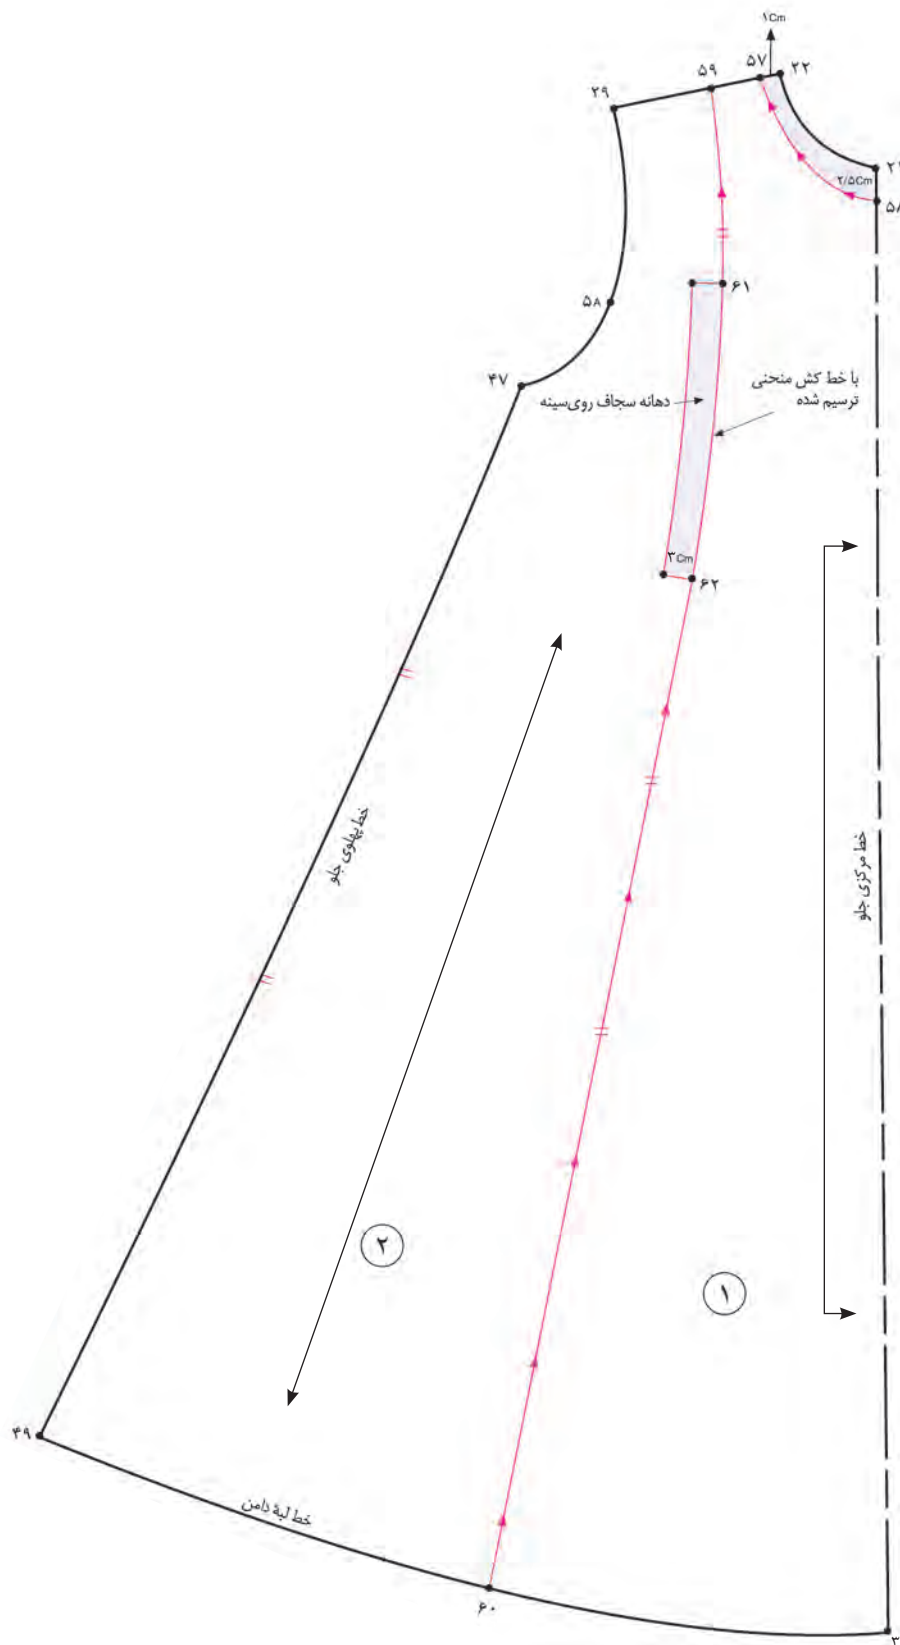 ۱Cm
۲۲
۵۷
۵۹
۲۹
۲/۵Cm
۵۸
۶۱
۵۸
۴۷
با خط کش منحنی
ترسیم شده
دهانه سجاف روی‌سینه
۳Cm
۶۲
خط پهلوی جلو
خط مرکزی جلو
۲
۱
۴۹
خط لبهٔ دامن
۶۰